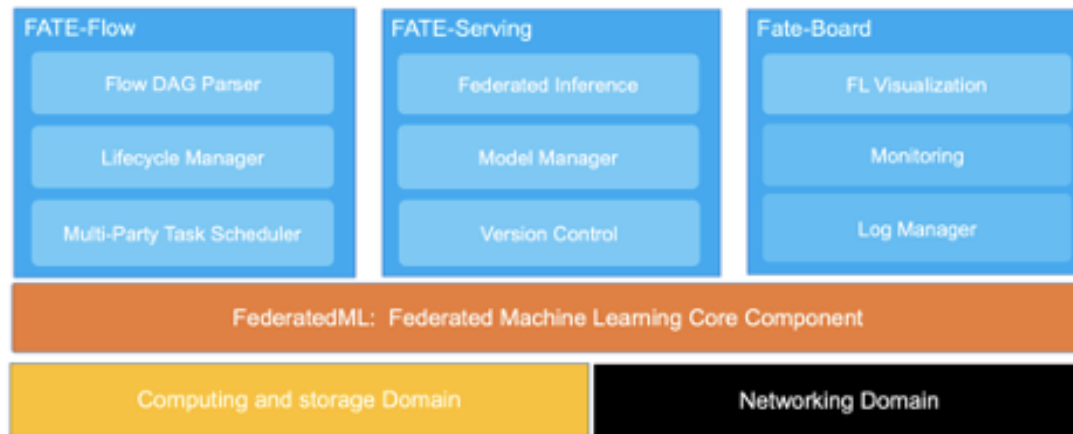 FATE-Flow
Flow DAG Parser
Lifecycle Manager
Multi-Party Task Scheduler
FATE-Serving
Federated Inference
Model Manager
Version Control
Fate-Board
FL Visualization
Monitoring
Log Manager
FederatedML: Federated Machine Learning Core Component
Computing and storage Domain
Networking Domain